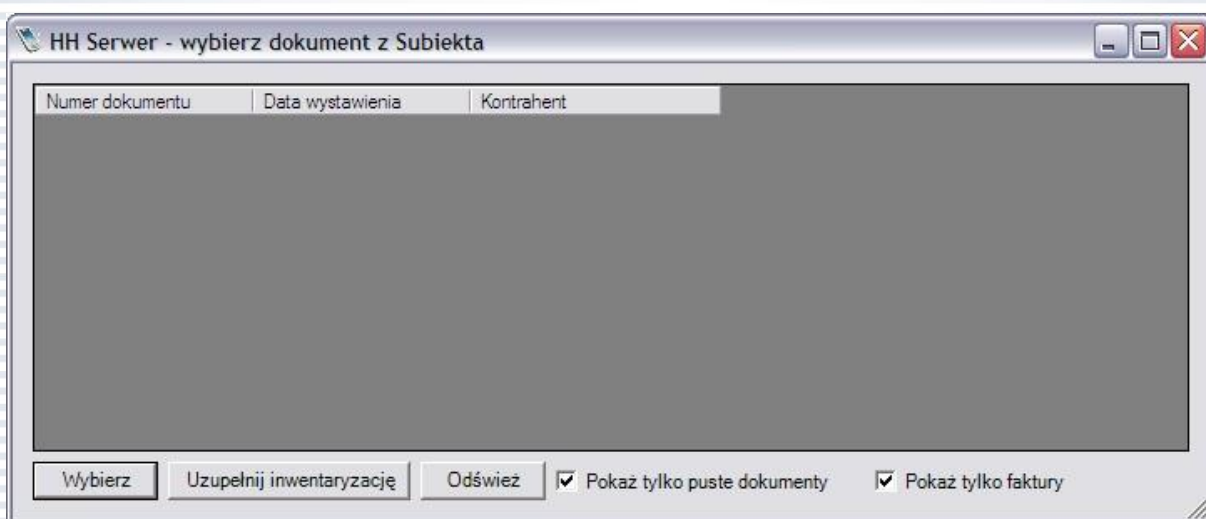 HH Serwer - wybierz dokument z Subiekta
Numer dokumentu Data wystawienia Kontrahent
Wybierz Uzupełnij inwentaryzację Odśwież Pokaż tylko puste dokumenty Pokaż tylko faktury